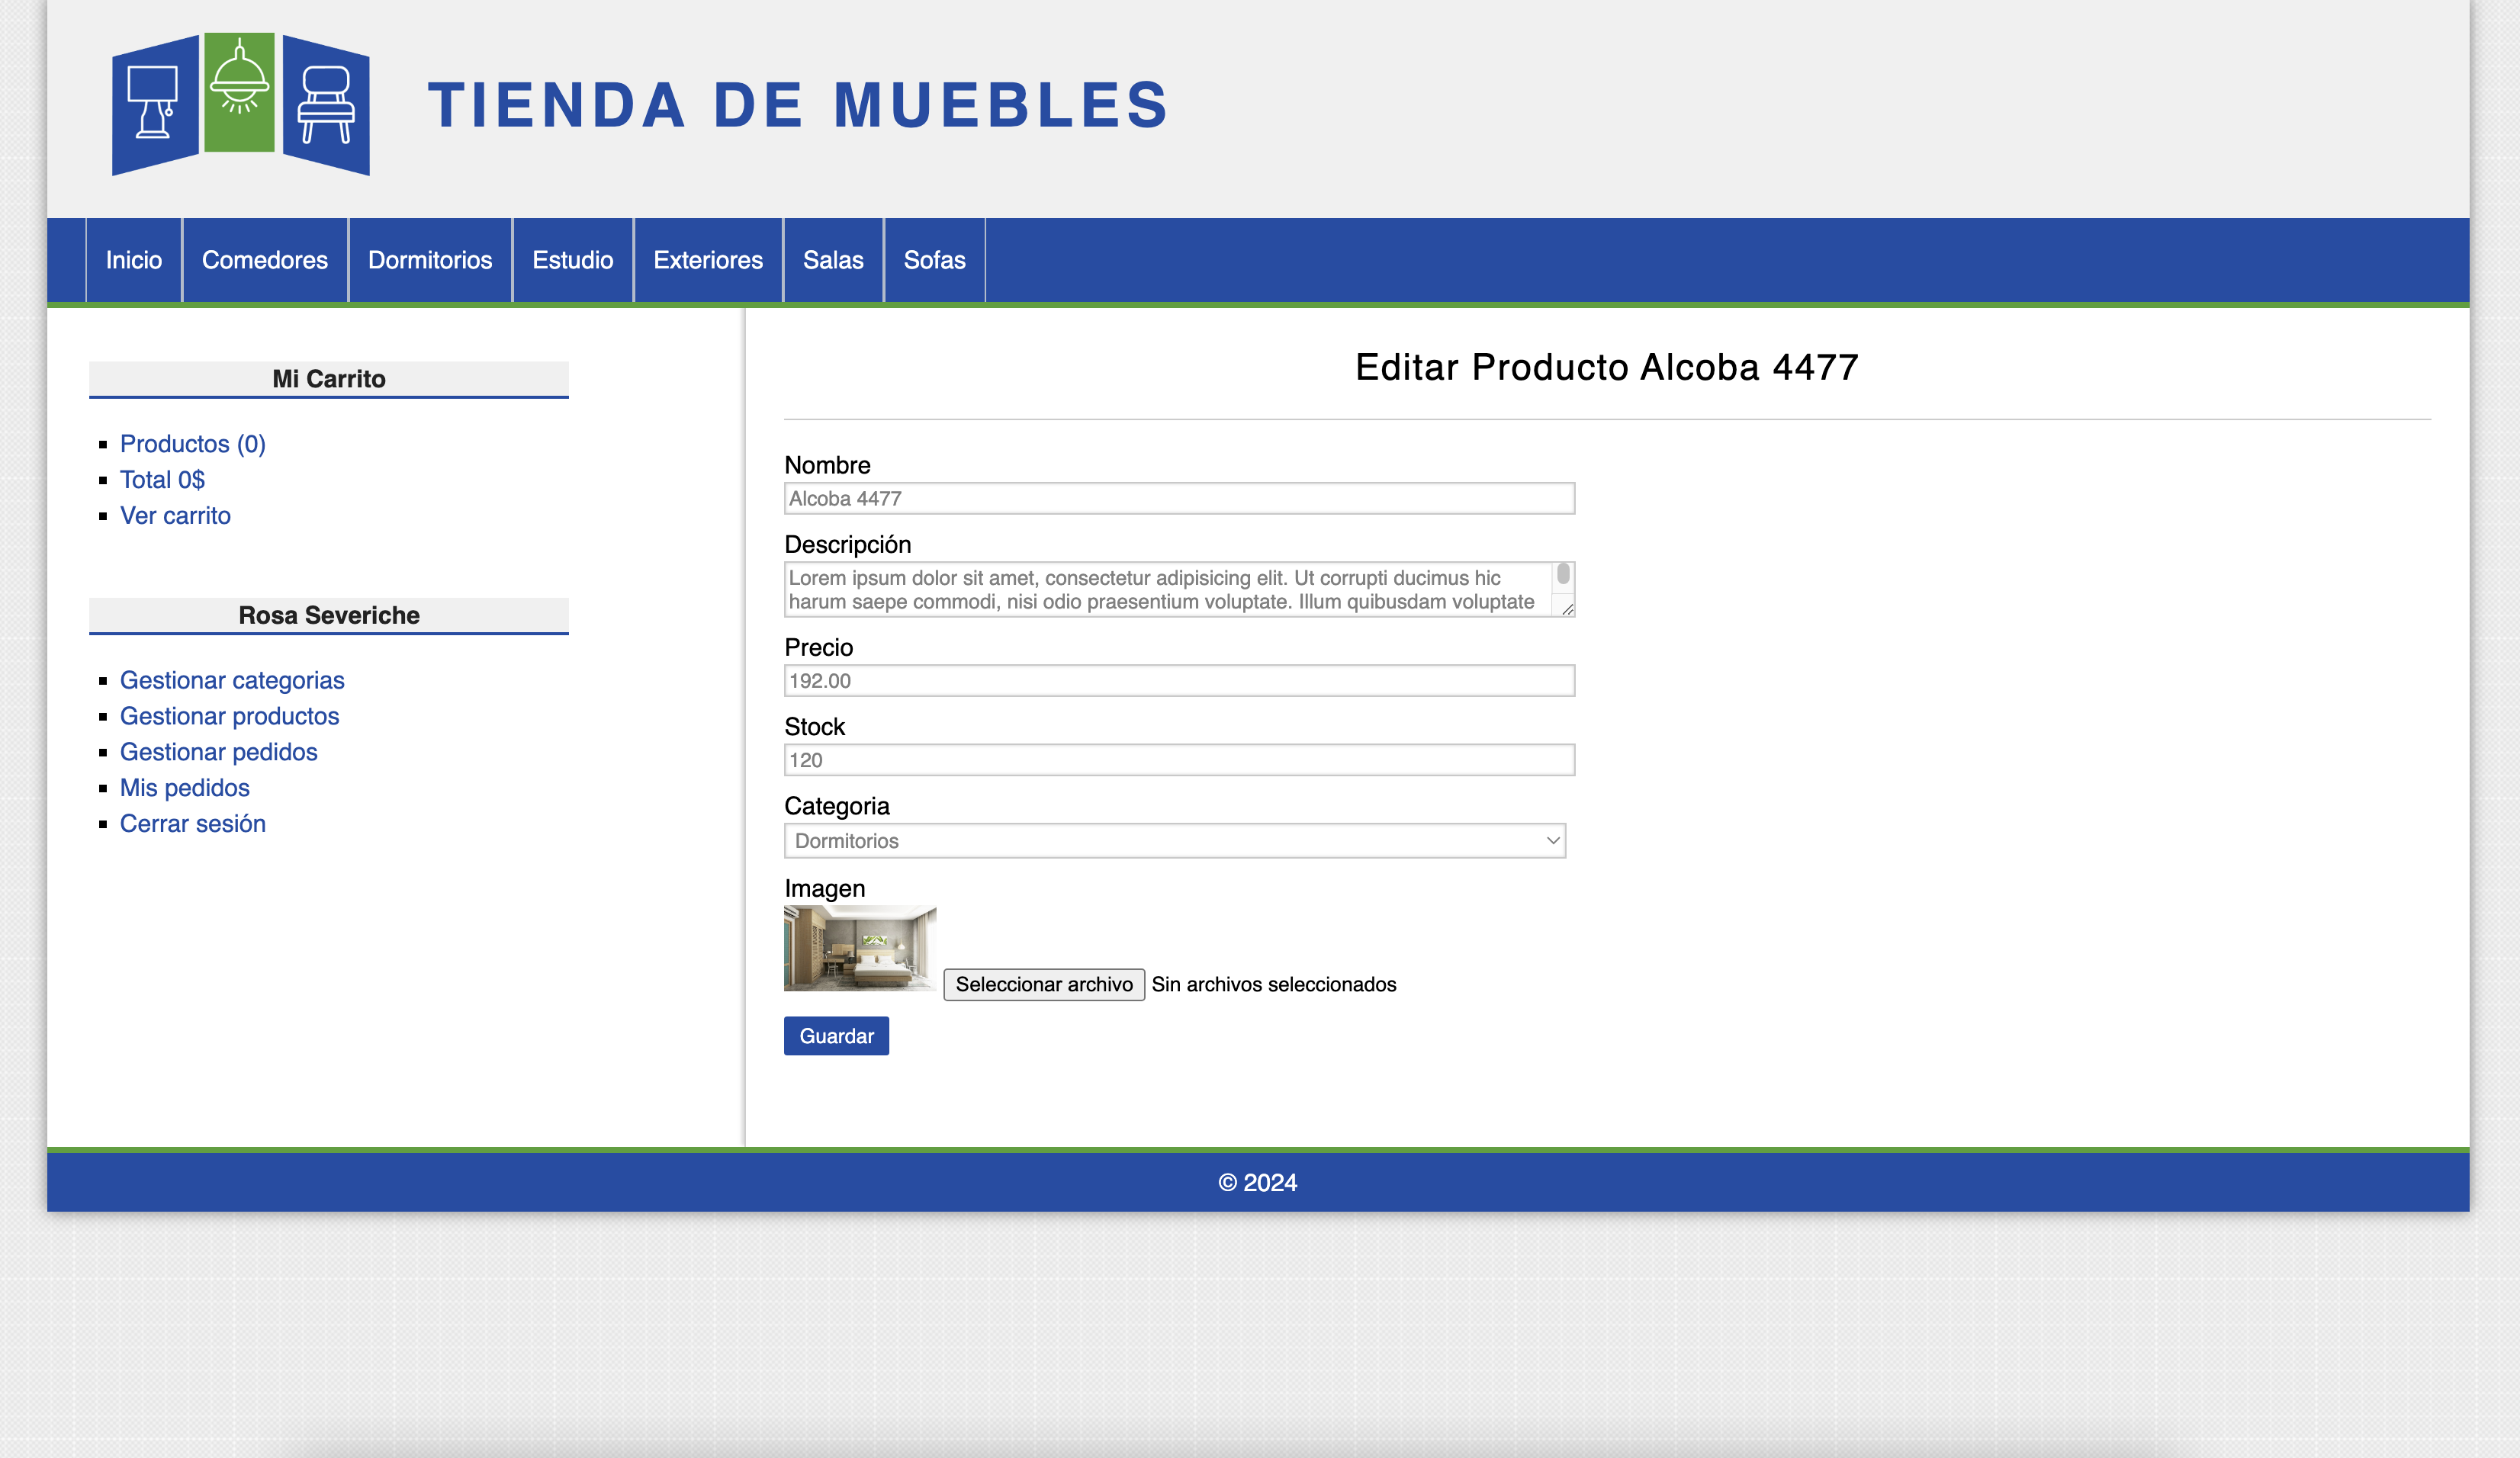 TIENDA DE MUEBLES
Inicio
Comedores
Dormitorios
Estudio
Exteriores
Salas
Sofas
Mi Carrito
Productos (0)
Total 0$
Ver carrito
Rosa Severiche
Gestionar categorias
Gestionar productos
Gestionar pedidos
Mis pedidos
Cerrar sesión
Editar Producto Alcoba 4477
Nombre
Alcoba 4477
Descripción
Lorem ipsum dolor sit amet, consectetur adipisicing elit. Ut corrupti ducimus hic
harum saepe commodi, nisi odio praesentium voluptate. Illum quibusdam voluptate
Precio
192.00
Stock
120
Categoria
Dormitorios
Imagen
Seleccionar archivo Sin archivos seleccionados
Guardar
© 2024